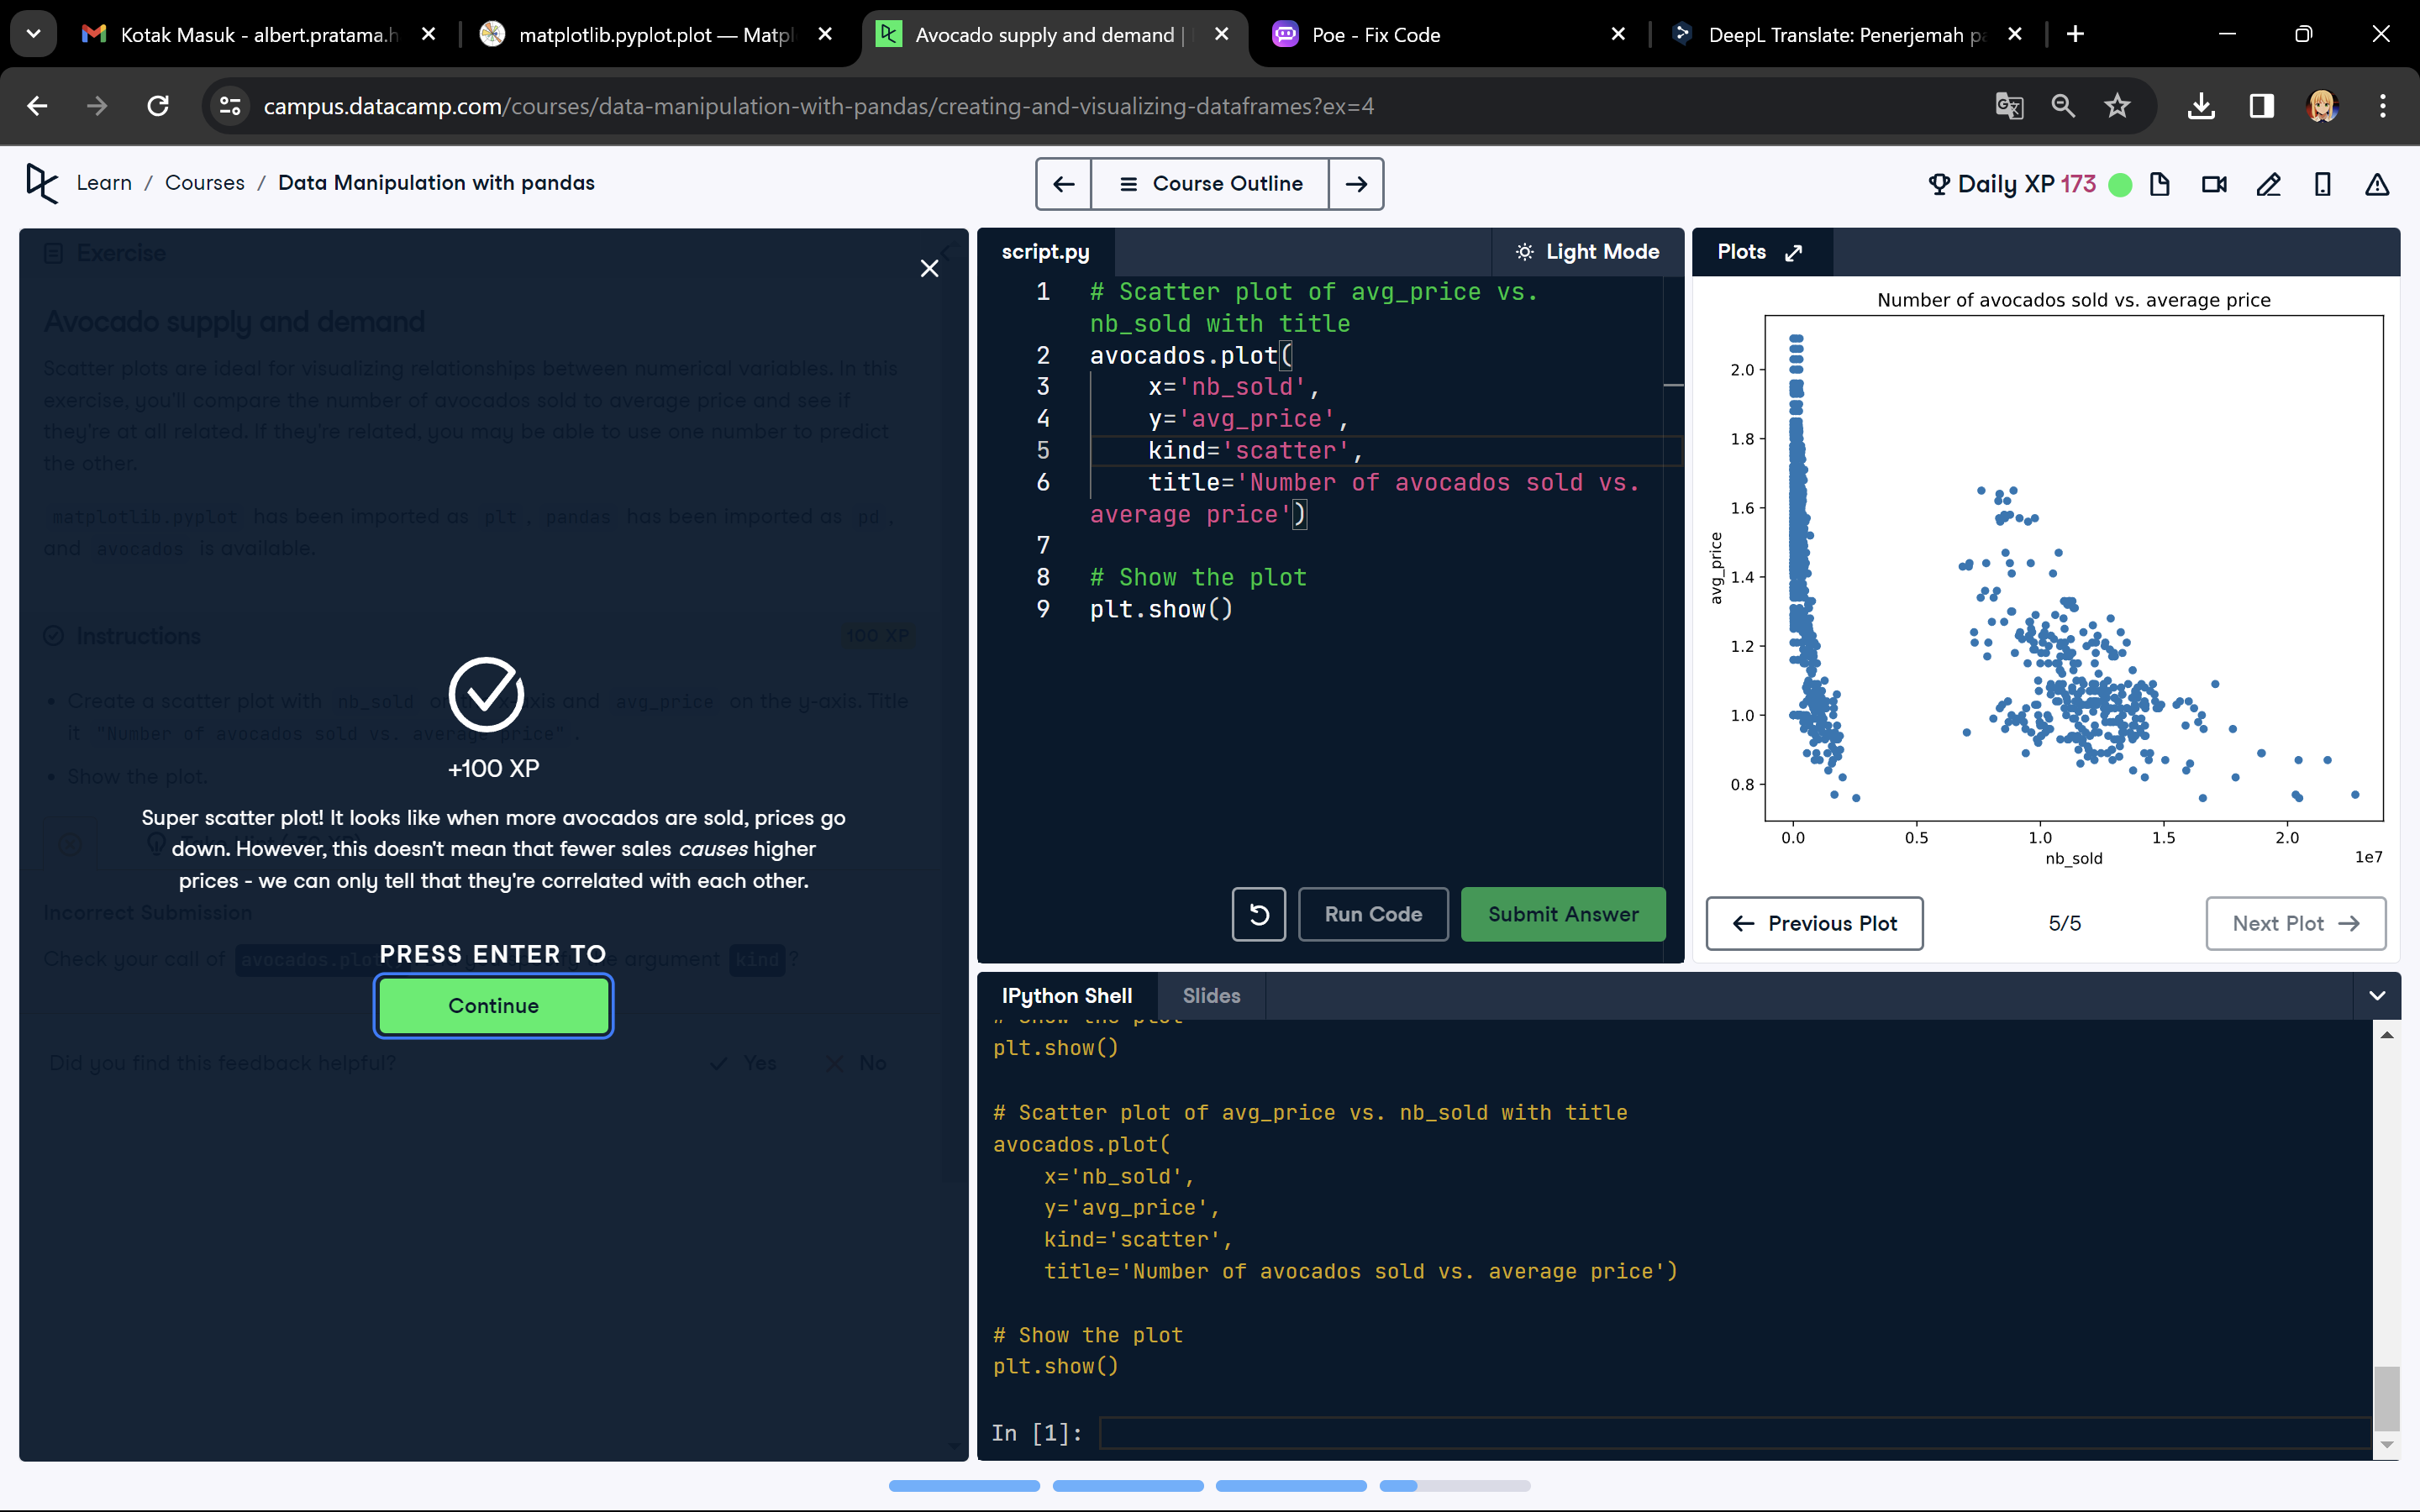 Kotak Masuk - albert.pratama.h
matplotlib.pyplot.plot — Matpl
Avocado supply and demand |
Poe - Fix Code
DeepL Translate: Penerjemah pa
campus.datacamp.com/courses/data-manipulation-with-pandas/creating-and-visualizing-dataframes?ex=4
Learn / Courses / Data Manipulation with pandas
Course Outline
Daily XP 173
Exercise
Avocado supply and demand
Scatter plots are ideal for visualizing relationships between numerical variables. In this
exercise, you'll compare the number of avocados sold to average price and see if
they're at all related. If they're related, you may be able to use one number to predict
the other.
matplotlib.pyplot has been imported as plt, pandas has been imported as pd,
and avocados is available.
Instructions
100 XP
• Create a scatter plot with nb_sold on the x-axis and avg_price on the y-axis. Title
it "Number of avocados sold vs. average price".
• Show the plot.
+100 XP
Super scatter plot! It looks like when more avocados are sold, prices go
down. However, this doesn't mean that fewer sales causes higher
prices - we can only tell that they're correlated with each other.
Incorrect Submission
PRESS ENTER TO
Check your call of avocados.plot argument kind?
Continue
Did you find this feedback helpful?
Yes
No
script.py
Light Mode
1 # Scatter plot of avg_price vs.
nb_sold with title
2 avocados.plot(
3 x='nb_sold',
4 y='avg_price',
5 kind='scatter',
6 title='Number of avocados sold vs.
average price')
7
8 # Show the plot
9 plt.show()
Run Code
Submit Answer
Plots
Number of avocados sold vs. average price
2.0
1.8
1.6
1.4
1.2
1.0
0.8
avg_price
0.0 0.5 1.0 1.5 2.0
nb_sold
1e7
Previous Plot
5/5
Next Plot
IPython Shell
Slides
# Show the plot
plt.show()
# Scatter plot of avg_price vs. nb_sold with title
avocados.plot(
x='nb_sold',
y='avg_price',
kind='scatter',
title='Number of avocados sold vs. average price')
# Show the plot
plt.show()
In [1]: